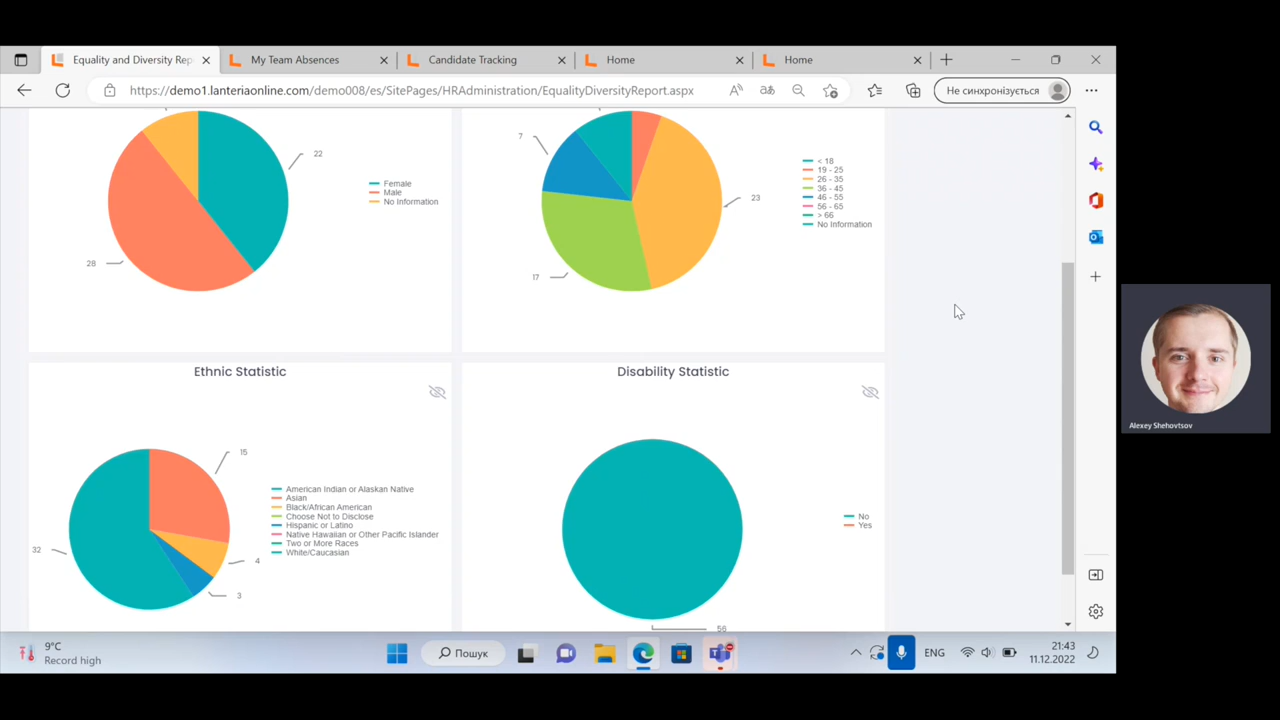 Equality and Diversity Rep
My Team Absences
Candidate Tracking
Home
Home
https://demo1.lanteriaonline.com/demo008/es/SitePages/HRAdministration/EqualityDiversityReport.aspx
Не синхронізується
22
28
Female
Male
No Information
7
23
17
< 18
19 - 25
26 - 35
36 - 45
46 - 55
56 - 65
> 66
No Information
Ethnic Statistic
15
32
4
3
American Indian or Alaskan Native
Asian
Black/African American
Choose Not to Disclose
Hispanic or Latino
Native Hawaiian or Other Pacific Islander
Two or More Races
White/Caucasian
Disability Statistic
No
Yes
56
Alexey Shehovtsov
9°C
Record high
Пошук
ENG
21:43
11.12.2022